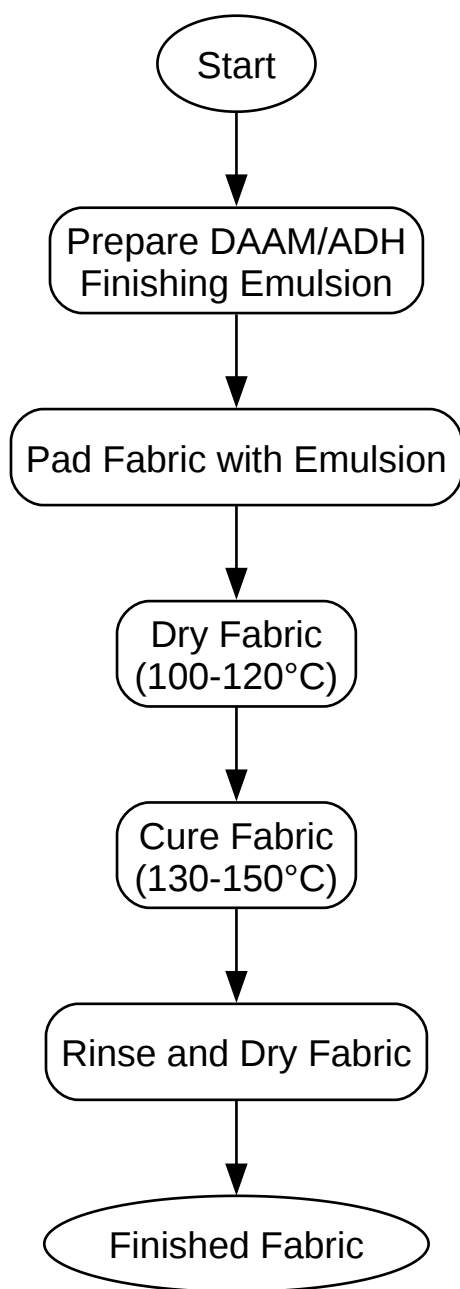 Start
Prepare DAAM/ADH
Finishing Emulsion
Pad Fabric with Emulsion
Dry Fabric
(100-120°C)
Cure Fabric
(130-150°C)
Rinse and Dry Fabric
Finished Fabric